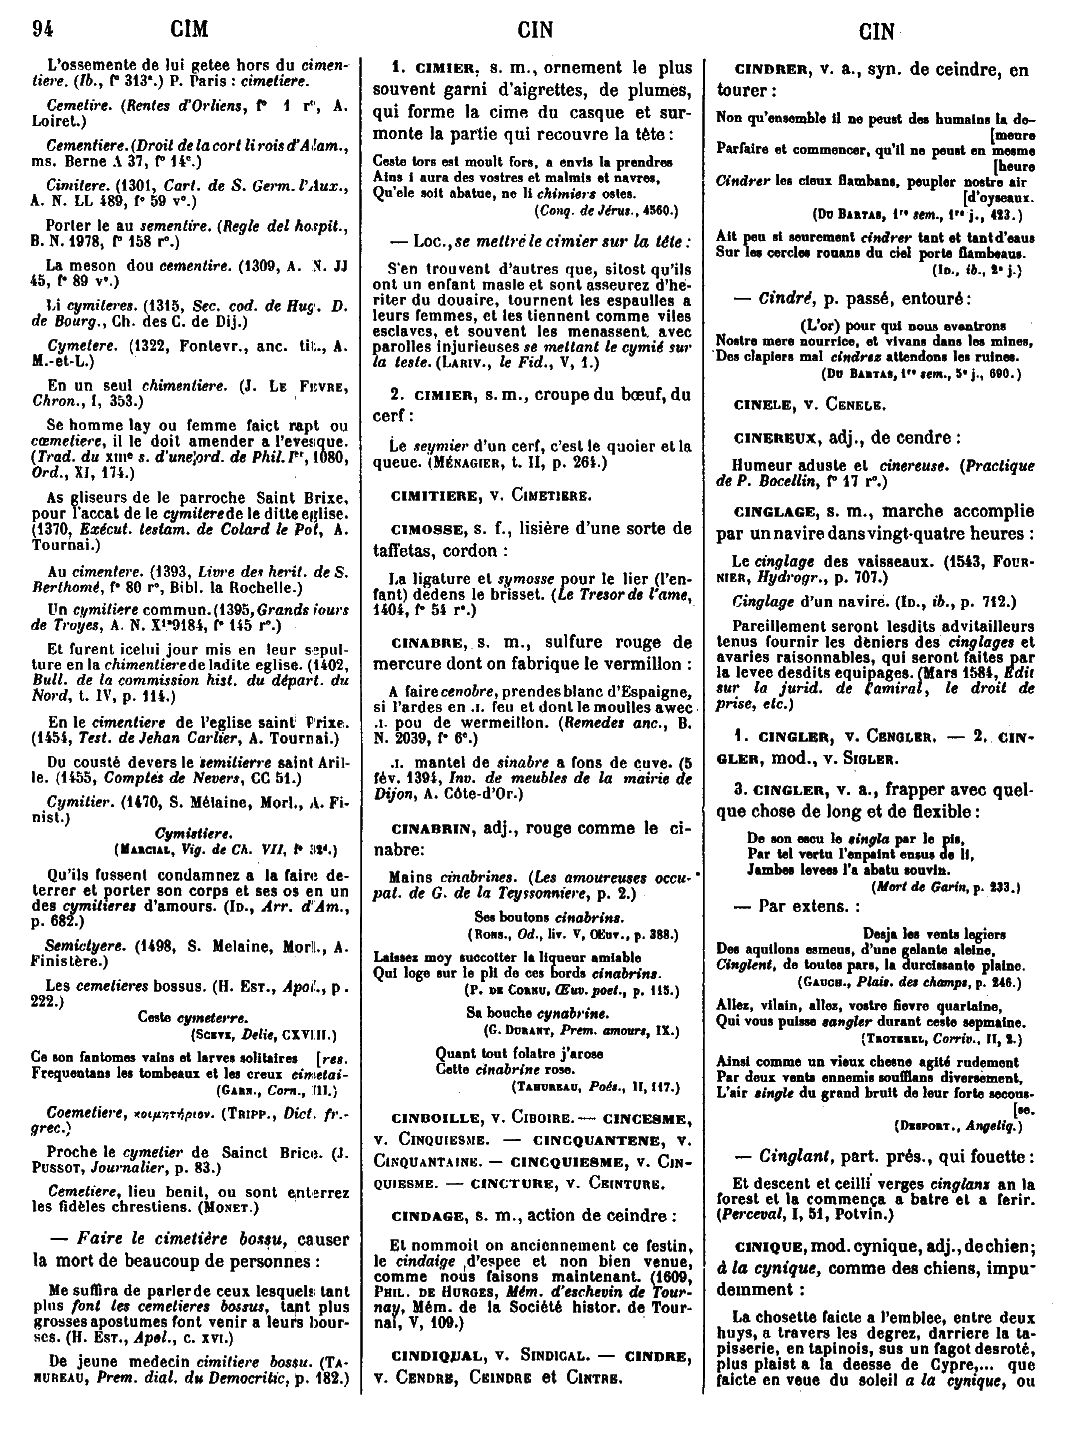 94 CIM CIN CIN
L'ossemente de lui getee hors du cimen-
tiere. (Ib., f° 313ª.) P. Paris : cimetiere.
Cemetire. (Rentes d'Orliens, f° 1 r°, A.
Loiret.)
Cementiere. (Droit de la cort li rois d'Alam.,
ms. Berne A 37, f° 14ᶜ.)
Cimitere. (1301, Cart. de S. Germ. l'Aux.,
A. N. LL 489, f° 59 v°.)
Porter le au sementire. (Regle del hospit.,
B. N. 1978, f° 158 r°.)
La meson dou cementire. (1309, A. N. JJ
45, f° 89 v°.)
Li cymiteres. (1315, Sec. cod. de Hug. D.
de Bourg., Ch. des C. de Dij.)
Cymetere. (1322, Fontevr., anc. tit., A.
M.-et-L.)
En un seul chimentiere. (J. LE FEVRE,
Chron., I, 353.)
Se homme lay ou femme faict rapt ou
cœmetiere, il le doit amender a l'evesque.
(Trad. du XIIIᵉ s. d'une ord. de Phil. Iᵉʳ, 1080,
Ord., XI, 174.)
As gliseurs de le parroche Saint Brixe,
pour l'accat de le cymitere de le ditte eglise.
(1370, Exécut. testam. de Colard le Pot, A.
Tournai.)
Au cimentere. (1393, Livre des herit. de S.
Berthomé, f° 80 r°, Bibl. la Rochelle.)
Un cymitiere commun. (1395, Grands jours
de Troyes, A. N. X¹ª9184, f° 145 r°.)
Et furent icelui jour mis en leur sepul-
ture en la chimentiere de ladite eglise. (1402,
Bull. de la commission hist. du départ. du
Nord, t. IV, p. 114.)
En le cimentiere de l'eglise saint Prixe.
(1454, Test. de Jehan Carlier, A. Tournai.)
Du cousté devers le semilierre saint Aril-
le. (1455, Comptes de Nevers, CC 51.)
Cymitier. (1470, S. Mélaine, Morl., A. Fi-
nist.)
Cymistiere.
(MARCIAL, Vig. de Ch. VII, f°
Qu'ils fussent condamnez a la faire de-
terrer et porter son corps et ses os en un
des cymitieres d'amours. (ID., Arr. d'Am.,
p. 682.)
Semictyere. (1498, S. Melaine, Morl., A.
Finistère.)
Les cemetieres bossus. (H. EST., Apol., p.
222.)
Ceste cymeterre.
(SCEVE, Delie, CXVIII.)
Ce son fantomes vains et larves solitaires [res.
Frequentans les tombeaux et les creux cimetai-
(GARN., Corn., III.)
Coemetiere, κοιμητήριον. (TRIPP., Dict. fr.-
grec.)
Proche le cymetier de Sainct Brice. (J.
PUSSOT, Journalier, p. 83.)
Cemetiere, lieu benit, ou sont enterrez
les fidèles chrestiens. (MONET.)
— Faire le cimetière bossu, causer
la mort de beaucoup de personnes :
Me suffira de parler de ceux lesquels tant
plus font les cemetieres bossus, tant plus
grosses apostumes font venir a leurs bour-
ses. (H. EST., Apol., c. XVI.)
De jeune medecin cimitiere bossu. (TA-
HUREAU, Prem. dial. du Democritic, p. 182.)
1. CIMIER, s. m., ornement le plus
souvent garni d'aigrettes, de plumes,
qui forme la cime du casque et sur-
monte la partie qui recouvre la tête :
Ceste tors est moult fors, a envis la prendres
Ains i aura des vostres et malmis et navres,
Qu'ele soit abatue, ne li chimiers ostes.
(Conq. de Jérus., 4560.)
— Loc., se mettre le cimier sur la tête :
S'en trouvent d'autres que, sitost qu'ils
ont un enfant masle et sont asseurez d'he-
riter du douaire, tournent les espaulles a
leurs femmes, et les tiennent comme viles
esclaves, et souvent les menassent avec
parolles injurieuses se mettant le cymié sur
la teste. (LARIV., le Fid., V, 1.)
2. CIMIER, s. m., croupe du bœuf, du
cerf :
Le seymier d'un cerf, c'est le quoier et la
queue. (MÉNAGIER, t. II, p. 264.)
CIMITIERE, v. CIMETIERE.
CIMOSSE, s. f., lisière d'une sorte de
taffetas, cordon :
La ligature et symosse pour le lier (l'en-
fant) dedens le brisset. (Le Tresor de l'ame,
1404, f° 54 r°.)
CINABRE, s. m., sulfure rouge de
mercure dont on fabrique le vermillon :
A faire cenobre, prendes blanc d'Espaigne,
si l'ardes en .I. feu et dont le moulles awec
.I. pou de wermeillon. (Remedes anc., B.
N. 2039, f° 6ᶜ.)
.I. mantel de sinabre a fons de cuve. (5
fév. 1394, Inv. de meubles de la mairie de
Dijon, A. Côte-d'Or.)
CINABRIN, adj., rouge comme le ci-
nabre:
Mains cinabrines. (Les amoureuses occu-
pat. de G. de la Teyssonniere, p. 2.)
Ses boutons cinabrins.
(RONS., Od., liv. V, Œuv., p. 388.)
Laissez moy succotter la liqueur amiable
Qui loge sur le pli de ces bords cinabrins.
(P. DE CORNU, Œuv. poet., p. 115.)
Sa bouche cynabrine.
(G. DURANT, Prem. amours, IX.)
Quant tout folatre j'arose
Cette cinabrine rose.
(TAHUREAU, Poés., II, 117.)
CINBOILLE, v. CIBOIRE. — CINCESME,
v. CINQUIESME. — CINCQUANTENE, v.
CINQUANTAINE. — CINCQUIESME, v. CIN-
QUIESME. — CINCTURE, v. CEINTURE.
CINDAGE, s. m., action de ceindre :
Et nommoit on anciennement ce festin,
le cindaige d'espee et non bien venue,
comme nous faisons maintenant. (1609,
PHIL. DE HURGES, Mém. d'eschevin de Tour-
nay, Mém. de la Société histor. de Tour-
nai, V, 109.)
CINDIQUAL, v. SINDICAL. — CINDRE,
v. CENDRE, CEINDRE et CINTRE.
CINDRER, v. a., syn. de ceindre, en
tourer :
Non qu'ensemble il ne peust des humains la de-
[meure
Parfaire et commencer, qu'il ne peust en mesme
[heure
Cindrer les cieux flambans, peupler nostre air
[d'oyseaux.
(DU BARTAS, 1ʳᵉ sem., 1ʳᵉ j., 423.)
Ait peu si seurement cindrer tant et tant d'eaus
Sur les cercles rouans du ciel porte flambeaus.
(ID., ib., 2ᵉ j.)
— Cindré, p. passé, entouré :
(L'or) pour qui nous eventrons
Nostre mere nourrice, et vivans dans les mines,
Des clapiers mal cindrez attendons les ruines.
(DU BARTAS, 1ʳᵉ sem., 5ᵉ j., 690.)
CINELE, v. CENELE.
CINEREUX, adj., de cendre :
Humeur aduste et cinereuse. (Practique
de P. Bocellin, f° 17 r°.)
CINGLAGE, s. m., marche accomplie
par un navire dans vingt-quatre heures :
Le cinglage des vaisseaux. (1543, FOUR-
NIER, Hydrogr., p. 707.)
Cinglage d'un navire. (ID., ib., p. 712.)
Pareillement seront lesdits advitailleurs
tenus fournir les deniers des cinglages et
avaries raisonnables, qui seront faites par
la levee desdits equipages. (Mars 1584, Edit
sur la jurid. de l'amiral, le droit de
prise, etc.)
1. CINGLER, v. CENGLER. — 2. CIN-
GLER, mod., v. SIGLER.
3. CINGLER, v. a., frapper avec quel-
que chose de long et de flexible :
De son escu le singla par le pis,
Par tel vertu l'enpaint ensus de li,
Jambes levees l'a abatu souvin.
(Mort de Garin, p. 233.)
— Par extens. :
Desja les vents legiers
Des aquilons esmeus, d'une gelante aleine,
Cinglent, de toutes pars, la durcissante plaine.
(GAUCH., Plais. des champs, p. 246.)
Allez, vilain, allez, vostre fievre quartaine,
Qui vous puisse sangler durant ceste sepmaine.
(TROTEREL, Corriv., II, 2.)
Ainsi comme un vieux chesne agité rudement
Par deux vents ennemis soufflans diversement,
L'air single du grand bruit de leur forte secous-
[se.
(DESPORT., Angeliq.)
— Cinglant, part. prés., qui fouette :
Et descent et ceilli verges cinglans an la
forest et la commença a batre et a ferir.
(Perceval, I, 51, Potvin.)
CINIQUE, mod. cynique, adj., de chien;
à la cynique, comme des chiens, impu-
demment :
La chosette faicte a l'emblee, entre deux
huys, a travers les degrez, darriere la ta-
pisserie, en tapinois, sus un fagot desroté,
plus plaist a la deesse de Cypre,... que
faicte en veue du soleil a la cynique, ou